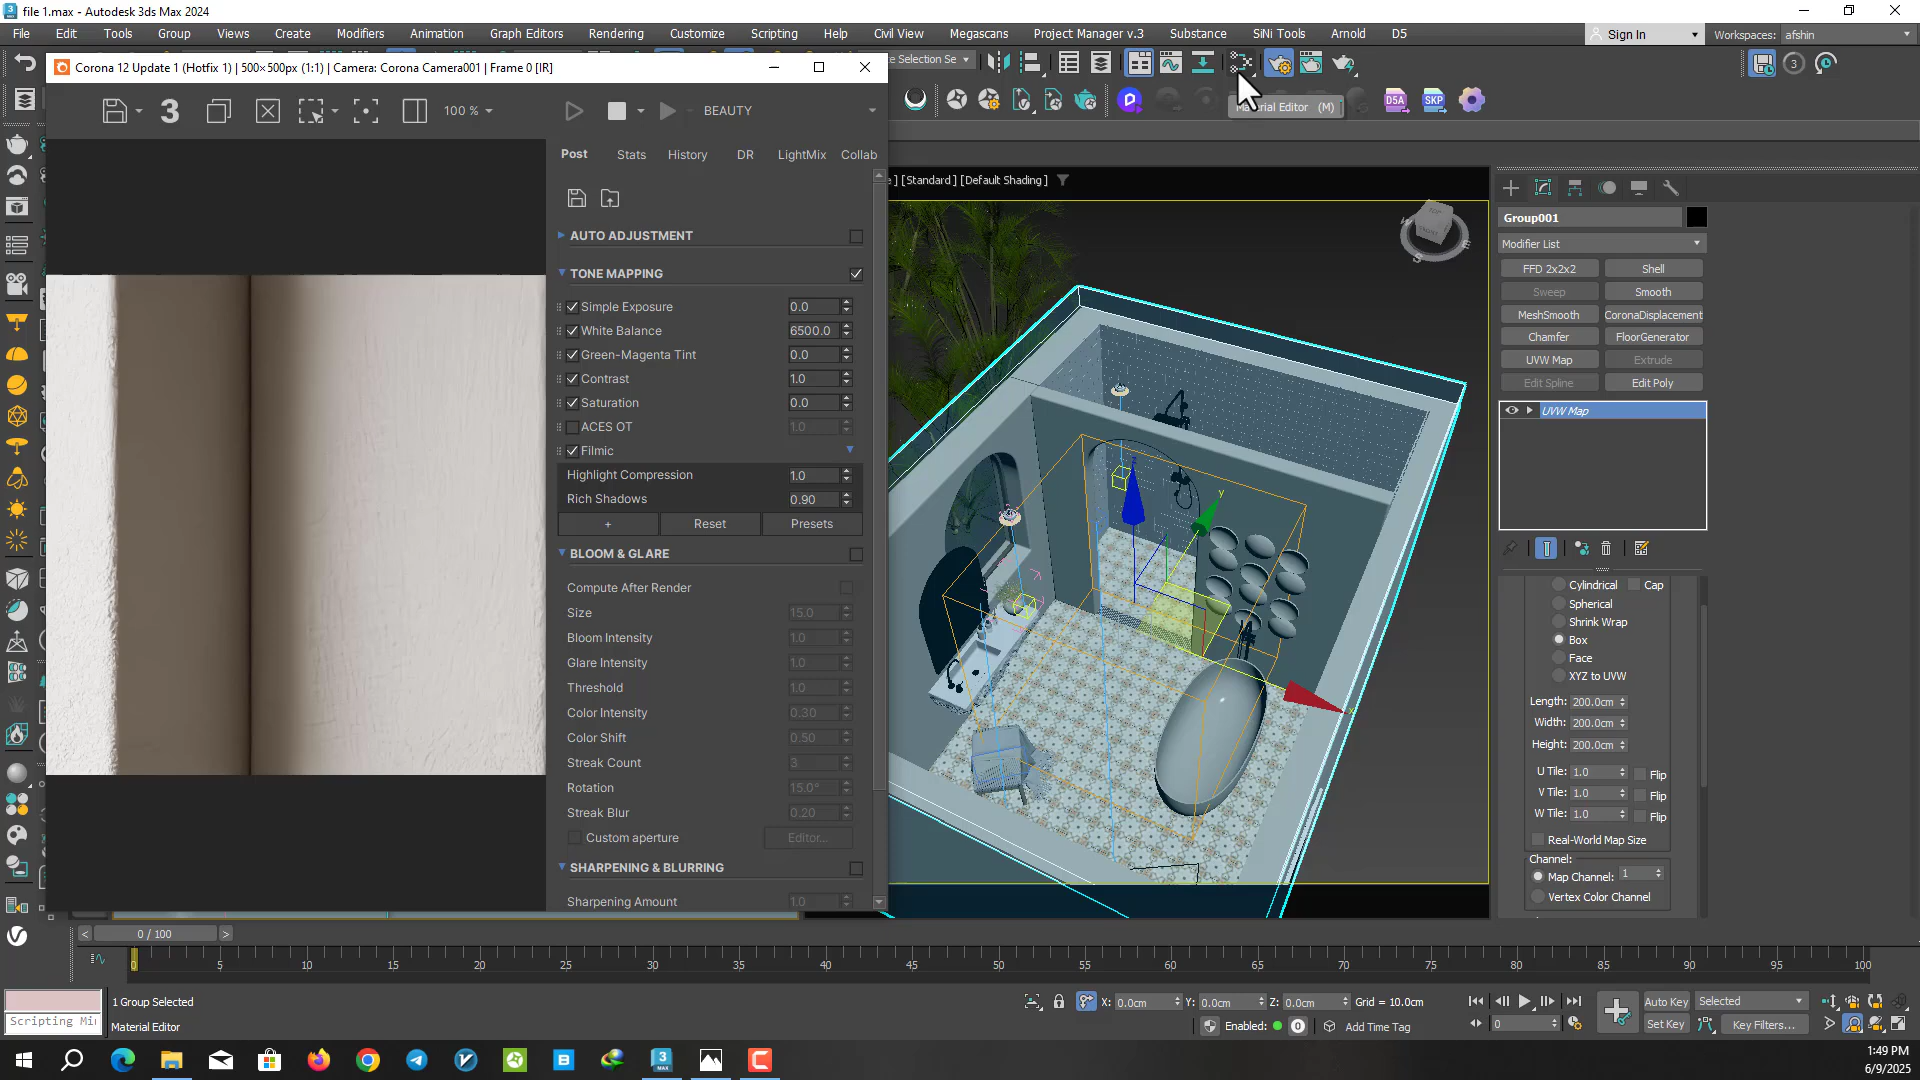 file 1.max - Autodesk 3ds Max 2024
File Edit Tools Group Views Create Modifiers Animation Graph Editors Rendering Customize Scripting Help Civil View Substance Megascans SiNi Tools Project Manager v.3 Arnold D5
Sign In Workspaces: afshin
Corona 12 Update 1 (Hotfix 1) | 500×500px (1:1) | Camera: Corona Camera001 | Frame 0 [IR]
e Selection Se
3
3 100 % BEAUTY
Material Editor (M)
D5A SKP
Post Stats History DR LightMix Collab
] [Standard ] [Default Shading ]
AUTO ADJUSTMENT
TONE MAPPING
Simple Exposure 0.0
White Balance 6500.0
Green-Magenta Tint 0.0
Contrast 1.0
Saturation 0.0
ACES OT 1.0
Filmic
Highlight Compression 1.0
Rich Shadows 0.90
+ Reset Presets
BLOOM & GLARE
Compute After Render
Size 15.0
Bloom Intensity 1.0
Glare Intensity 1.0
Threshold 1.0
Color Intensity 0.30
Color Shift 0.50
Streak Count 3
Rotation 15.0°
Streak Blur 0.20
Custom aperture Editor...
SHARPENING & BLURRING
Sharpening Amount 1.0
y
x
Group001
Modifier List
FFD 2x2x2 Shell
Sweep Smooth
MeshSmooth CoronaDisplacement
Chamfer FloorGenerator
UVW Map Extrude
Edit Spline Edit Poly
UVW Map
Cylindrical Cap
Spherical
Shrink Wrap
Box
Face
XYZ to UVW
Length: 200.0cm
Width: 200.0cm
Height: 200.0cm
U Tile: 1.0 Flip
V Tile: 1.0 Flip
W Tile: 1.0 Flip
Real-World Map Size
Channel:
Map Channel: 1
Vertex Color Channel
< 0 / 100 >
0 5 10 15 20 25 30 35 40 45 50 55 60 65 70 75 80 85 90 95 100
1 Group Selected
Scripting Mi
Material Editor
X: 0.0cm Y: 0.0cm Z: 0.0cm Grid = 10.0cm
Enabled: 0 Add Time Tag
0
Auto Key Selected
Set Key Key Filters...
1:49 PM
6/9/2025